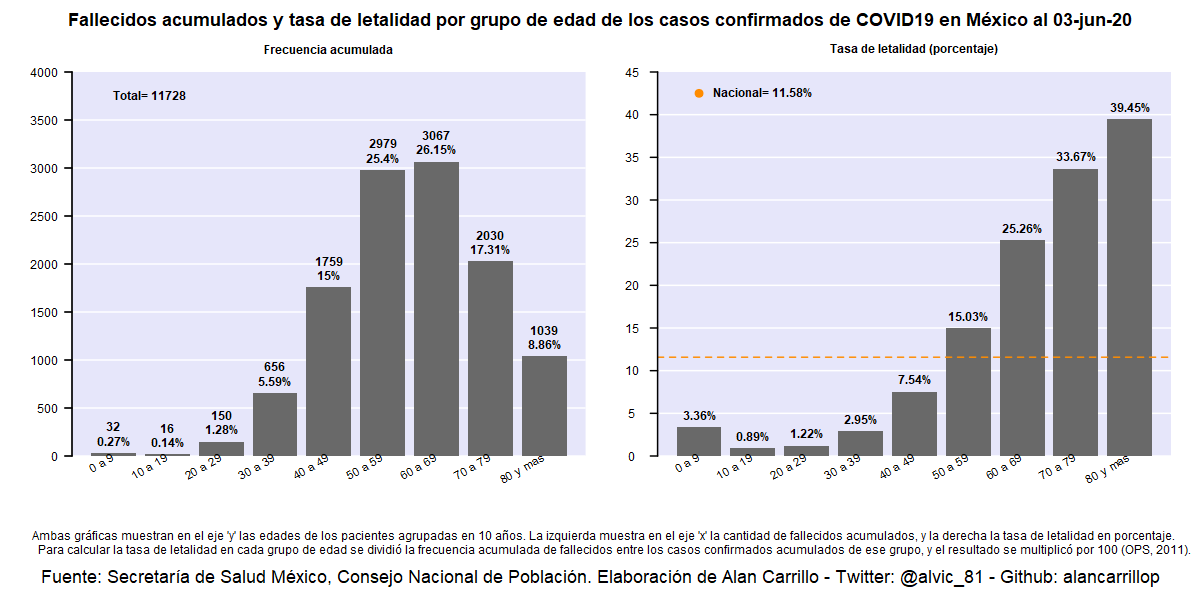 Fallecidos acumulados y tasa de letalidad por grupo de edad de los casos confirmados de COVID19 en México al 03-jun-20
Frecuencia acumulada
4000
3500
3000
2500
2000
1500
1000
500
0
Total= 11728
32
0.27%
16
0.14%
150
1.28%
656
5.59%
1759
15%
2979
25.4%
3067
26.15%
2030
17.31%
1039
8.86%
0 a 9
10 a 19
20 a 29
30 a 39
40 a 49
50 a 59
60 a 69
70 a 79
80 y mas
Tasa de letalidad (porcentaje)
45
40
35
30
25
20
15
10
5
0
Nacional= 11.58%
3.36%
0.89%
1.22%
2.95%
7.54%
15.03%
25.26%
33.67%
39.45%
0 a 9
10 a 19
20 a 29
30 a 39
40 a 49
50 a 59
60 a 69
70 a 79
80 y mas
Ambas gráficas muestran en el eje 'y' las edades de los pacientes agrupadas en 10 años. La izquierda muestra en el eje 'x' la cantidad de fallecidos acumulados, y la derecha la tasa de letalidad en porcentaje.
Para calcular la tasa de letalidad en cada grupo de edad se dividió la frecuencia acumulada de fallecidos entre los casos confirmados acumulados de ese grupo, y el resultado se multiplicó por 100 (OPS, 2011).
Fuente: Secretaría de Salud México, Consejo Nacional de Población. Elaboración de Alan Carrillo - Twitter: @alvic_81 - Github: alancarrillop